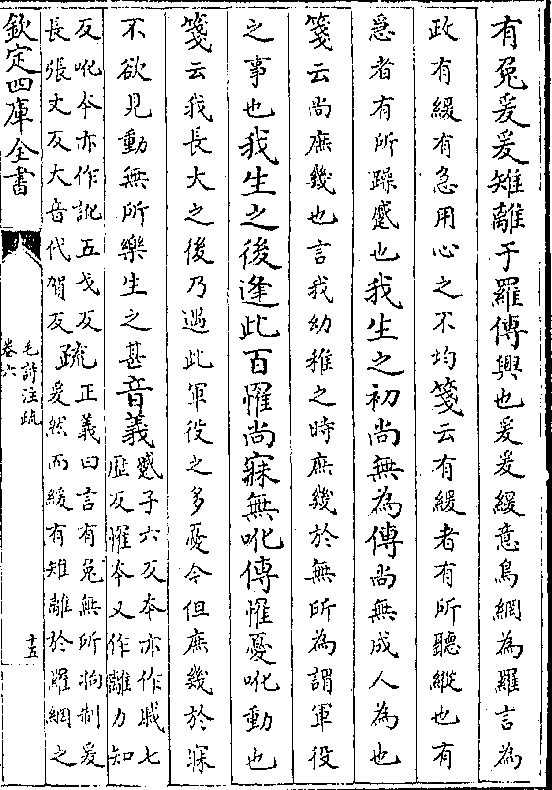 有兔爰爰雉離于羅傳興也爰爰緩意鳥網為羅言為
政有緩有急用心之不均箋云有緩者有所聽縱也有
急者有所躁蹙也我生之初尚無為傳尚無成人為也
箋云尚庶幾也言我幼稚之時庶幾於無所為謂軍役
之事也我生之後逢此百罹尚寐無吪傳罹憂吪動也
箋云我長大之後乃遇此軍役之多憂今但庶幾於寐
不欲見動無所樂生之甚音義蹙子六反本亦作戚七
歷反罹本又作離力知
反吪本亦作訛五戈反
長張丈反大音代賀反疏正義曰言有兔無所拘制爰
爰然而緩有雉離於羅網之
欽定四庫全書
毛詩注疏
卷六
十五